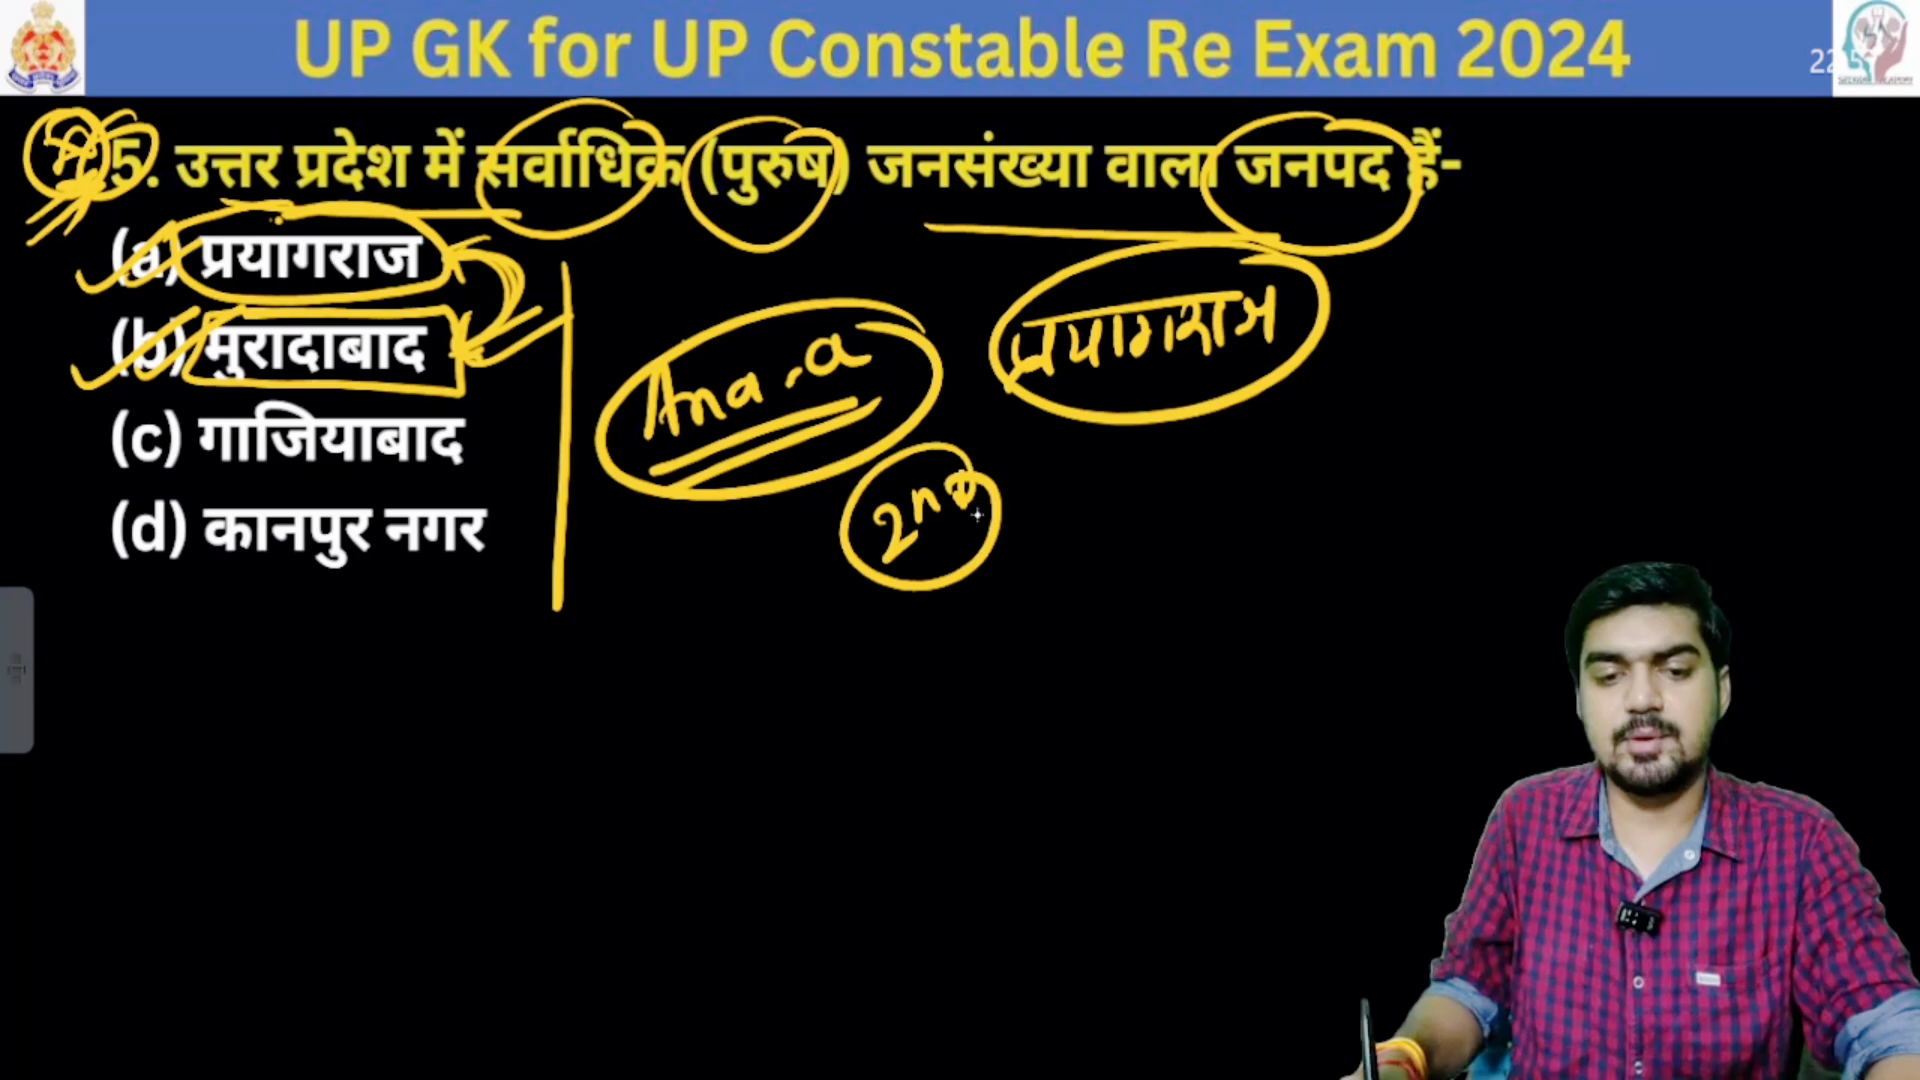 UP GK for UP Constable Re Exam 2024
5. उत्तर प्रदेश में सर्वाधिक (पुरुष) जनसंख्या वाला जनपद हैं-
(a) प्रयागराज
(b) मुरादाबाद
(c) गाजियाबाद
(d) कानपुर नगर
Ana - a
प्रयागराज
2nd